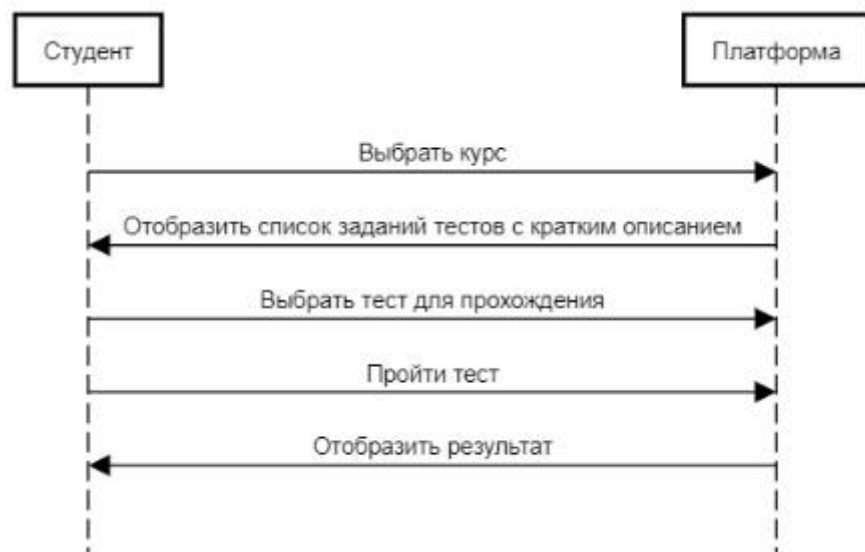 Студент
Платформа
Выбрать курс
Отобразить список заданий тестов с кратким описанием
Выбрать тест для прохождения
Пройти тест
Отобразить результат